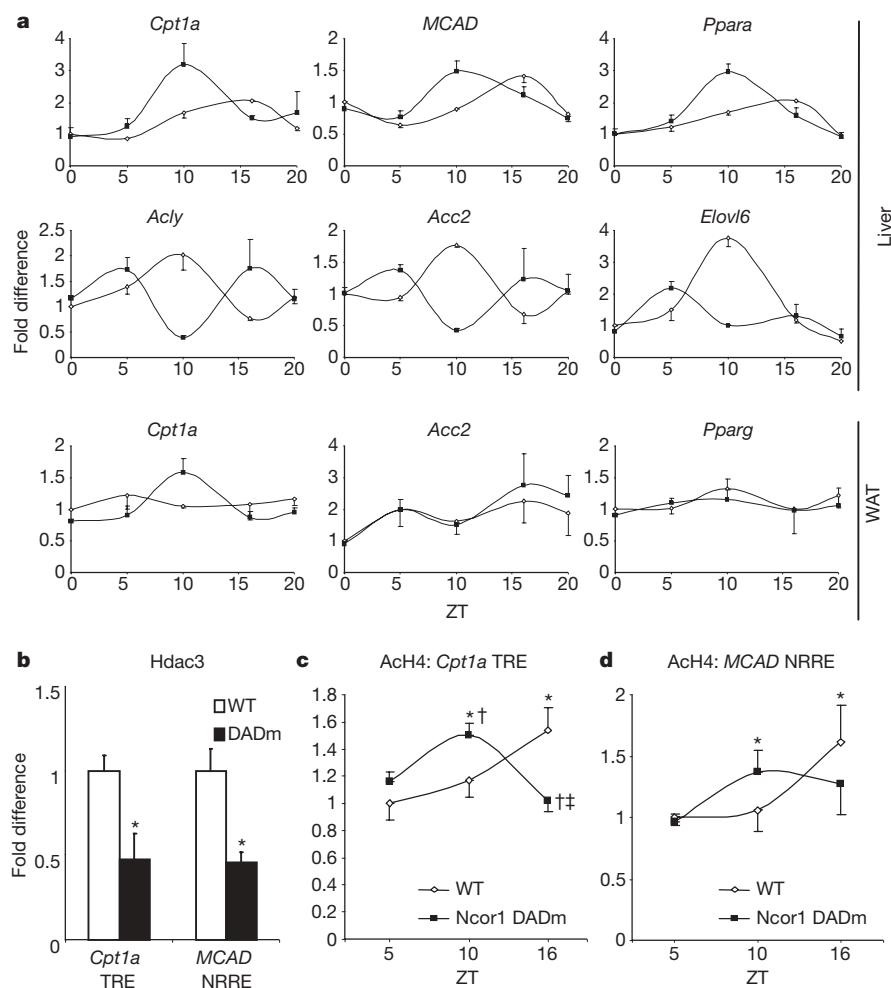 a
Cpt1a MCAD Ppara
4 2 4
3 1.5 3
2 1 2
1 0.5 1
0 0 0
0 5 10 15 20 0 5 10 15 20 0 5 10 15 20
Liver
Acly Acc2 Elovl6
2.5 2 4
2 1.5 3
1.5 1 2
1 0.5 1
0.5
0 0 0
0 5 10 15 20 0 5 10 15 20 0 5 10 15 20
Fold difference
Cpt1a Acc2 Pparg
2 4 2
1.5 3 1.5
1 2 1
0.5 1 0.5
0 0 0
0 5 10 15 20 0 5 10 15 20 0 5 10 15 20
WAT
ZT
b Hdac3
1.5
1
0.5
0
Fold difference
WT
DADm
* *
Cpt1a MCAD
TRE NRRE
c AcH4: Cpt1a TRE
1.8
1.6
1.4
1.2
1
0.8
0.6
0.4
0.2
0
*† *
†‡
WT
Ncor1 DADm
5 10 16
ZT
d AcH4: MCAD NRRE
2
1.5
1
0.5
0
* *
WT
Ncor1 DADm
5 10 16
ZT